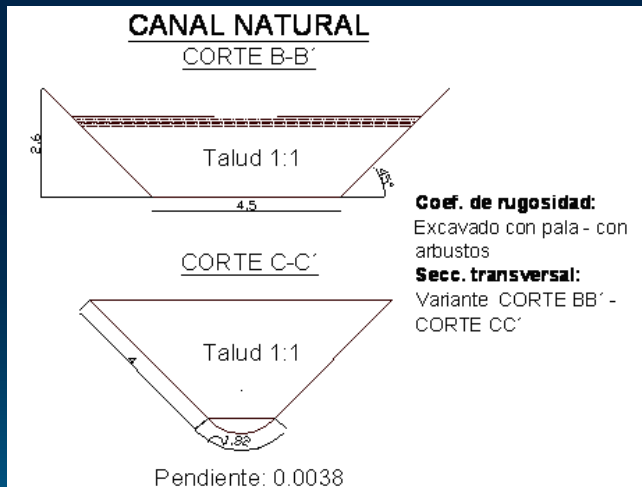 CANAL NATURAL
CORTE B-B´
2,6
Talud 1:1
45°
4,5
Coef. de rugosidad:
Excavado con pala - con
arbustos
Secc. transversal:
Variante CORTE BB´ -
CORTE CC´
CORTE C-C´
4
Talud 1:1
1,82
Pendiente: 0.0038